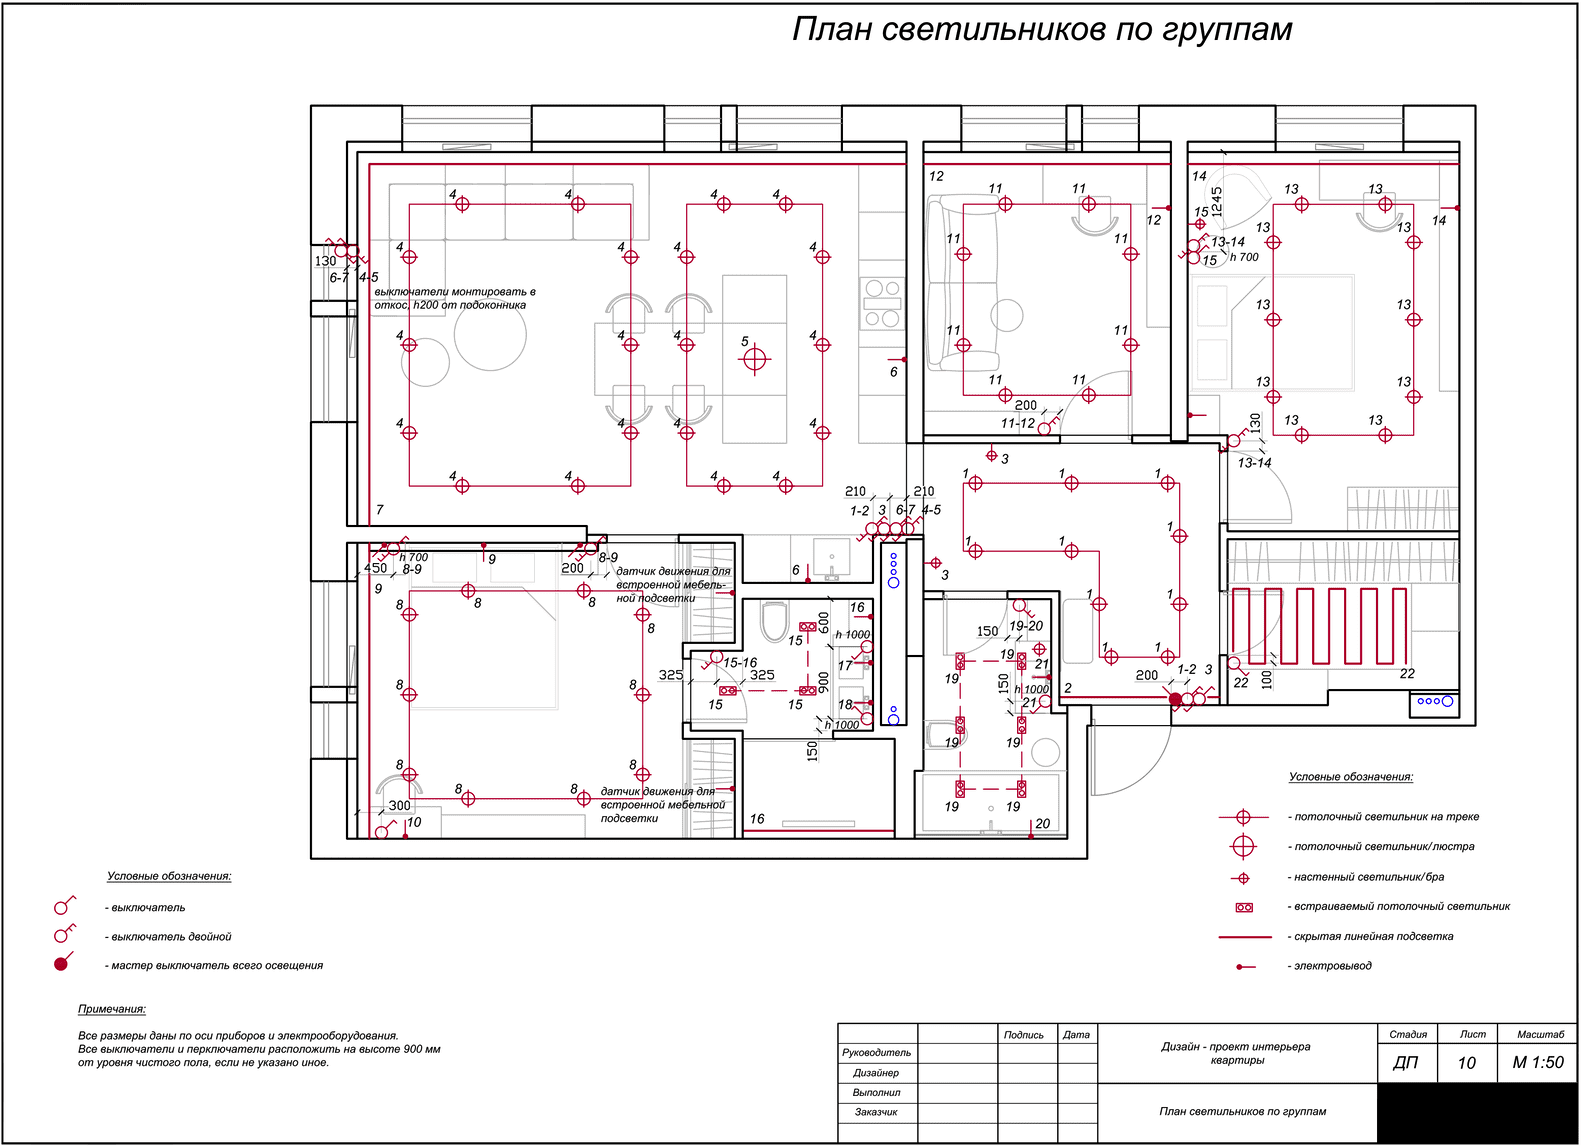 План светильников по группам
12
14
1245
4
4
4
4
11
11
13
13
12
15
14
13-14
15
h 700
13
13
130
6-7
4-5
4
4
4
4
11
11
выключатели монтировать в
откос, h200 от подоконника
13
13
4
4
4
5
4
11
11
6
11
11
13
13
200
11-12
4
4
4
4
13
13
130
13-14
3
4
4
4
4
1
1
1
7
210
210
1-2
3
6-7
4-5
1
1
1
h 700
9
8-9
450
8-9
200
6
3
9
датчик движения для
встроенной мебель-
ной подсветки
8
8
8
8
16
600
15
h 1000
1
1
150
19-20
15-16
17
325
325
900
19
21
1
1
19
8
8
15
15
18
150
h 1000
21
2
200
1-2
3
22
100
22
h 1000
150
19
19
8
8
8
8
датчик движения для
встроенной мебельной
подсветки
300
10
16
19
19
20
Условные обозначения:
- потолочный светильник на треке
- потолочный светильник/люстра
- настенный светильник/бра
- встраиваемый потолочный светильник
- скрытая линейная подсветка
- электровывод
Условные обозначения:
- выключатель
- выключатель двойной
- мастер выключатель всего освещения
Примечания:
Все размеры даны по оси приборов и электрооборудования.
Все выключатели и перключатели расположить на высоте 900 мм
от уровня чистого пола, если не указано иное.
Подпись
Дата
Руководитель
Дизайнер
Выполнил
Заказчик
Дизайн - проект интерьера
квартиры
План светильников по группам
Стадия
Лист
Масштаб
ДП
10
М 1:50